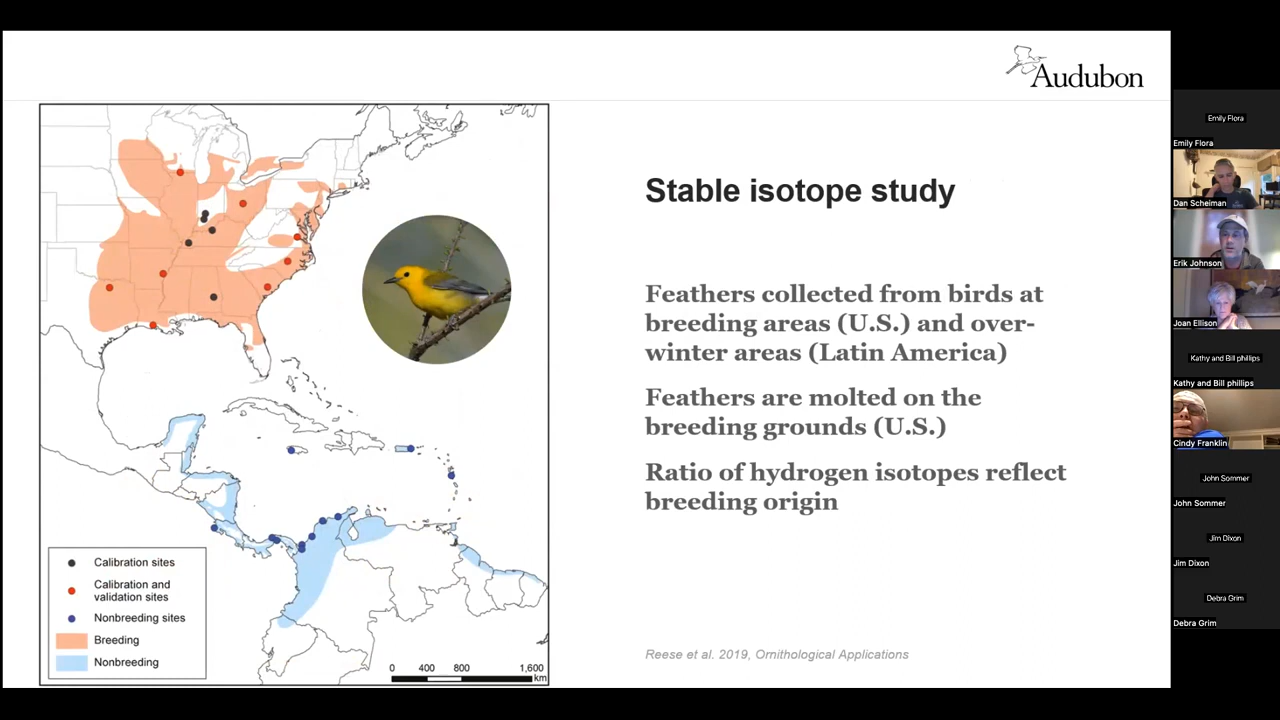 Audubon
Stable isotope study
Feathers collected from birds at
breeding areas (U.S.) and over-
winter areas (Latin America)
Feathers are molted on the
breeding grounds (U.S.)
Ratio of hydrogen isotopes reflect
breeding origin
Reese et al. 2019, Ornithological Applications
Calibration sites
Calibration and
validation sites
Nonbreeding sites
Breeding
Nonbreeding
0 400 800 1,600
km
Emily Flora
Emily Flora
Dan Scheiman
Erik Johnson
Joan Ellison
Kathy and Bill phillips
Kathy and Bill phillips
Cindy Franklin
John Sommer
John Sommer
Jim Dixon
Jim Dixon
Debra Grim
Debra Grim